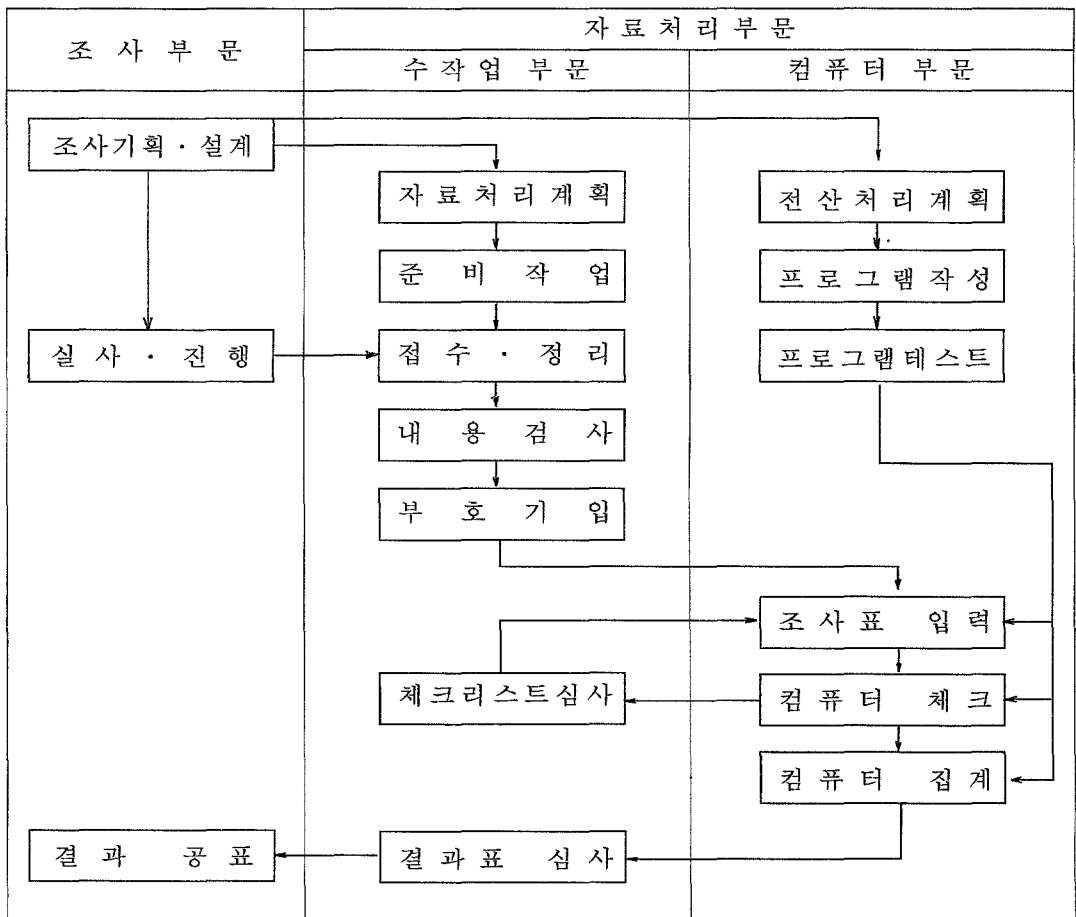 조 사 부 문
자 료 처 리 부 문
수 작 업 부 문
컴 퓨 터 부 문
조사기획 · 설계
자료처리계획
전산처리계획
준 비 작 업
프로그램작성
실 사 · 진 행
접 수 · 정 리
프로그램테스트
내 용 검 사
부 호 기 입
조 사 표 입 력
체크리스트심사
컴 퓨 터 체 크
컴 퓨 터 집 계
결 과 공 표
결 과 표 심 사